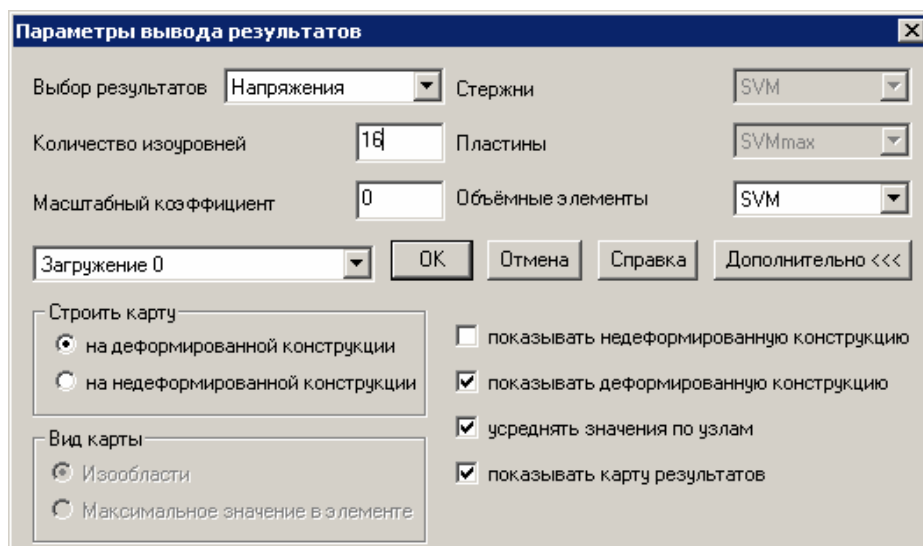 Параметры вывода результатов
Выбор результатов Напряжения Стержни SVM
Количество изоуровней 16 Пластины SVMmax
Масштабный коэффициент 0 Объёмные элементы SVM
Загружение 0 OK Отмена Справка Дополнительно <<<
Строить карту
на деформированной конструкции
на недеформированной конструкции
Вид карты
Изообласти
Максимальное значение в элементе
показывать недеформированную конструкцию
показывать деформированную конструкцию
усреднять значения по узлам
показывать карту результатов